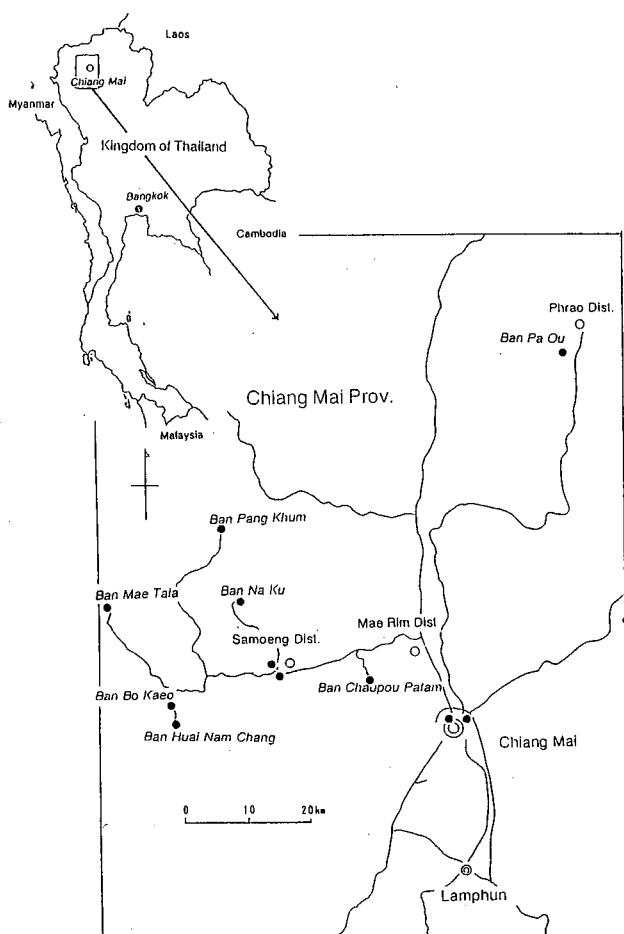 Laos
Chiang Mai
Myanmar
Kingdom of Thailand
Bangkok
Cambodia
Phrao Dist.
Ban Pa Ou
Chiang Mai Prov.
Malaysia
Ban Pang Khum
Ban Mae Tala
Ban Na Ku
Mae Rim Dist
Samoeng Dist.
Ban Chaupou Patam
Ban Bo Kaeo
Ban Huai Nam Chang
Chiang Mai
0 10 20km
Lamphun